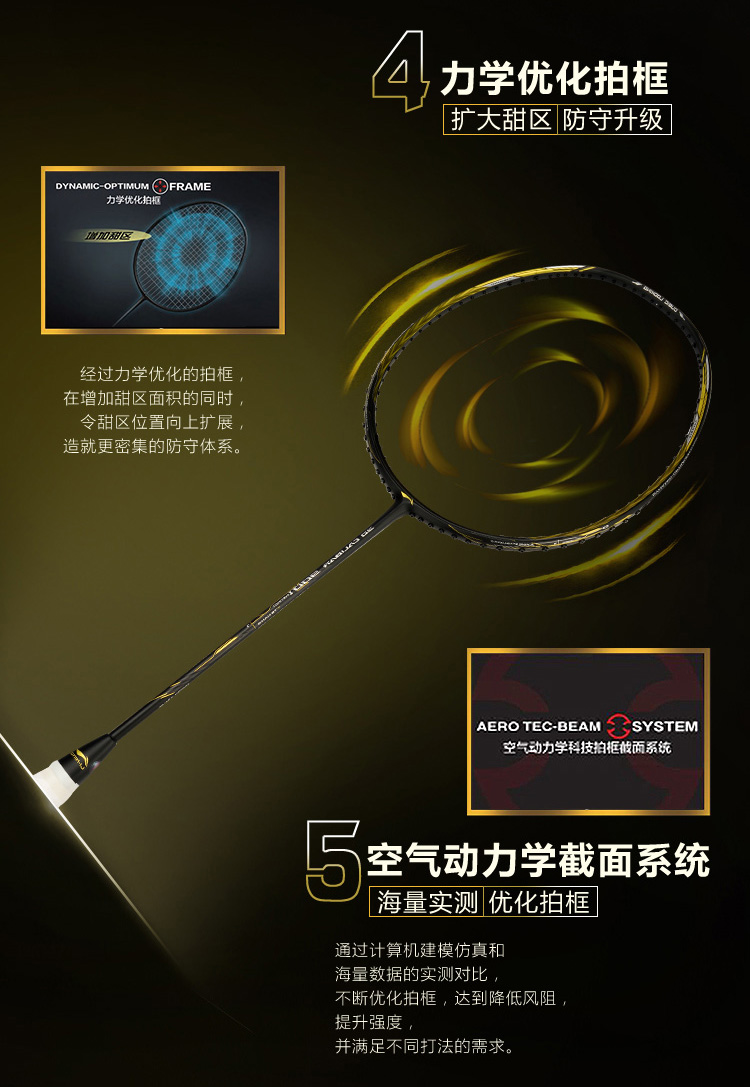 4 力学优化拍框
扩大甜区 防守升级
DYNAMIC-OPTIMUM FRAME
力学优化拍框
增加甜区
经过力学优化的拍框，
在增加甜区面积的同时，
令甜区位置向上扩展，
造就更密集的防守体系。
AERO TEC-BEAM SYSTEM
空气动力学科技拍框截面系统
5 空气动力学截面系统
海量实测 优化拍框
通过计算机建模仿真和
海量数据的实测对比，
不断优化拍框，达到降低风阻，
提升强度，
并满足不同打法的需求。